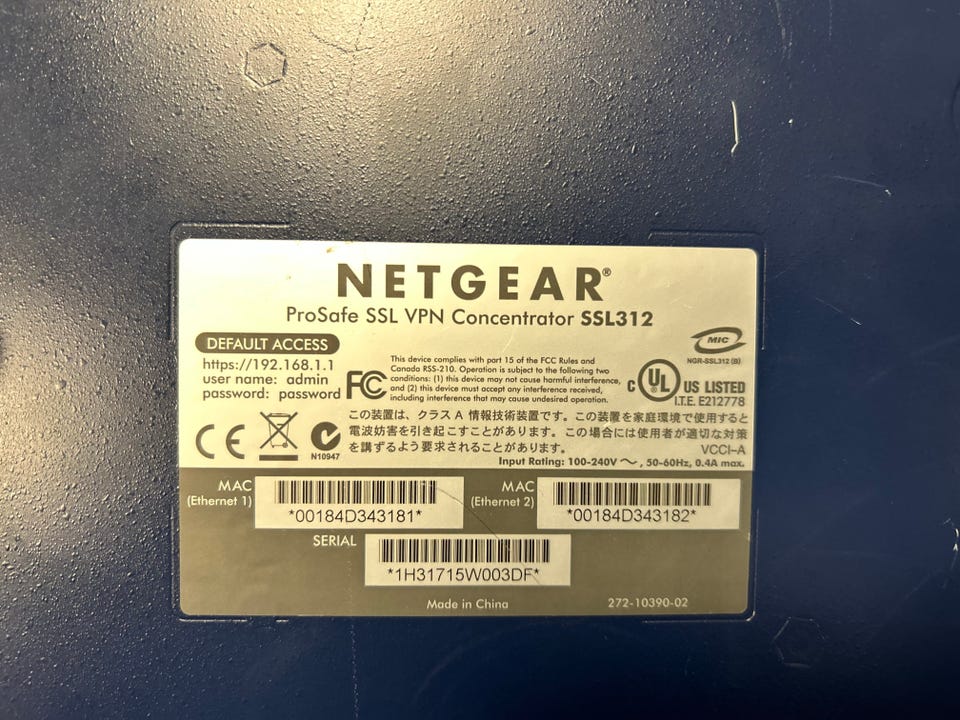 NETGEAR®
ProSafe SSL VPN Concentrator SSL312
DEFAULT ACCESS
https://192.168.1.1
user name: admin
password: password
FC
This device complies with part 15 of the FCC Rules and
Canada RSS-210. Operation is subject to the following two
conditions: (1) this device may not cause harmful interference,
and (2) this device must accept any interference received,
including interference that may cause undesired operation.
MIC
NGR-SSL312 (B)
C UL US LISTED
I.T.E. E212778
CE
N10947
この装置は、クラス A 情報技術装置です。この装置を家庭環境で使用すると
電波妨害を引き起こすことがあります。この場合には使用者が適切な対策
を講ずるよう要求されることがあります。
VCCI-A
Input Rating: 100-240V ～, 50-60Hz, 0.4A max.
MAC
(Ethernet 1)
*00184D343181*
MAC
(Ethernet 2)
*00184D343182*
SERIAL
*1H31715W003DF*
Made in China
272-10390-02